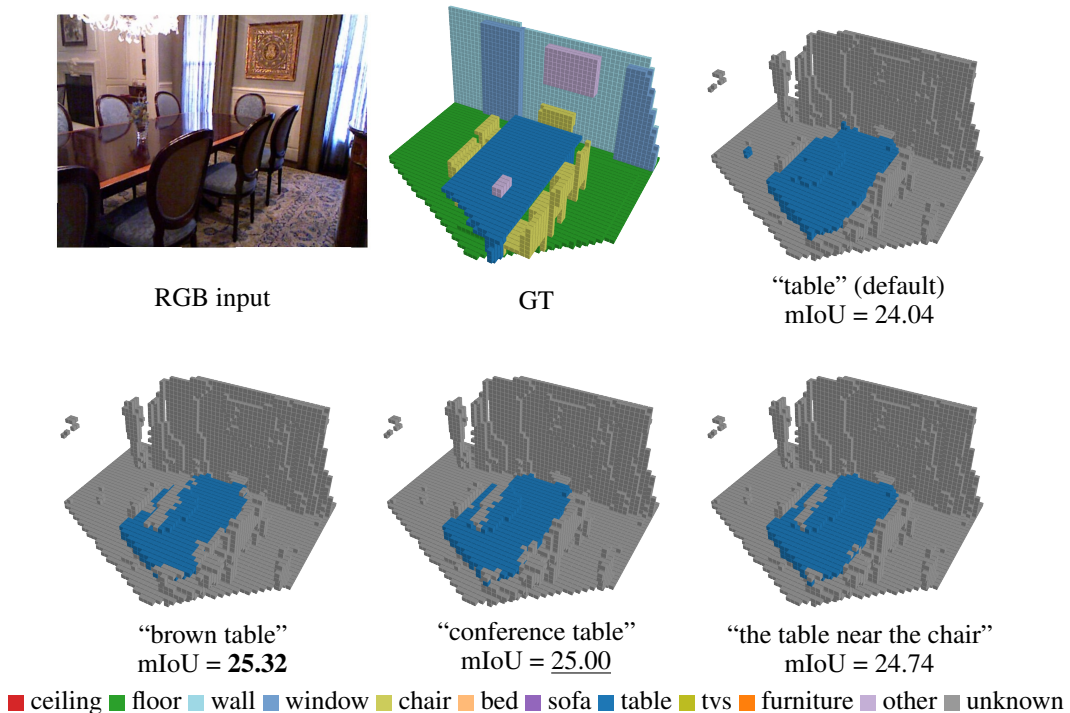 RGB input
GT
“table” (default)
mIoU = 24.04
“brown table”
mIoU = 25.32
“conference table”
mIoU = 25.00
“the table near the chair”
mIoU = 24.74
ceiling floor wall window chair bed sofa table tvs furniture other unknown